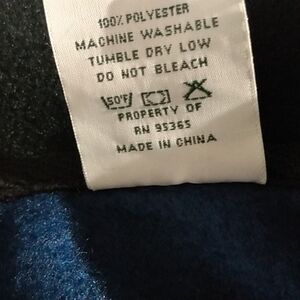 100% POLYESTER
MACHINE WASHABLE
TUMBLE DRY LOW
DO NOT BLEACH
50°F
PROPERTY OF
RN 95365
MADE IN CHINA